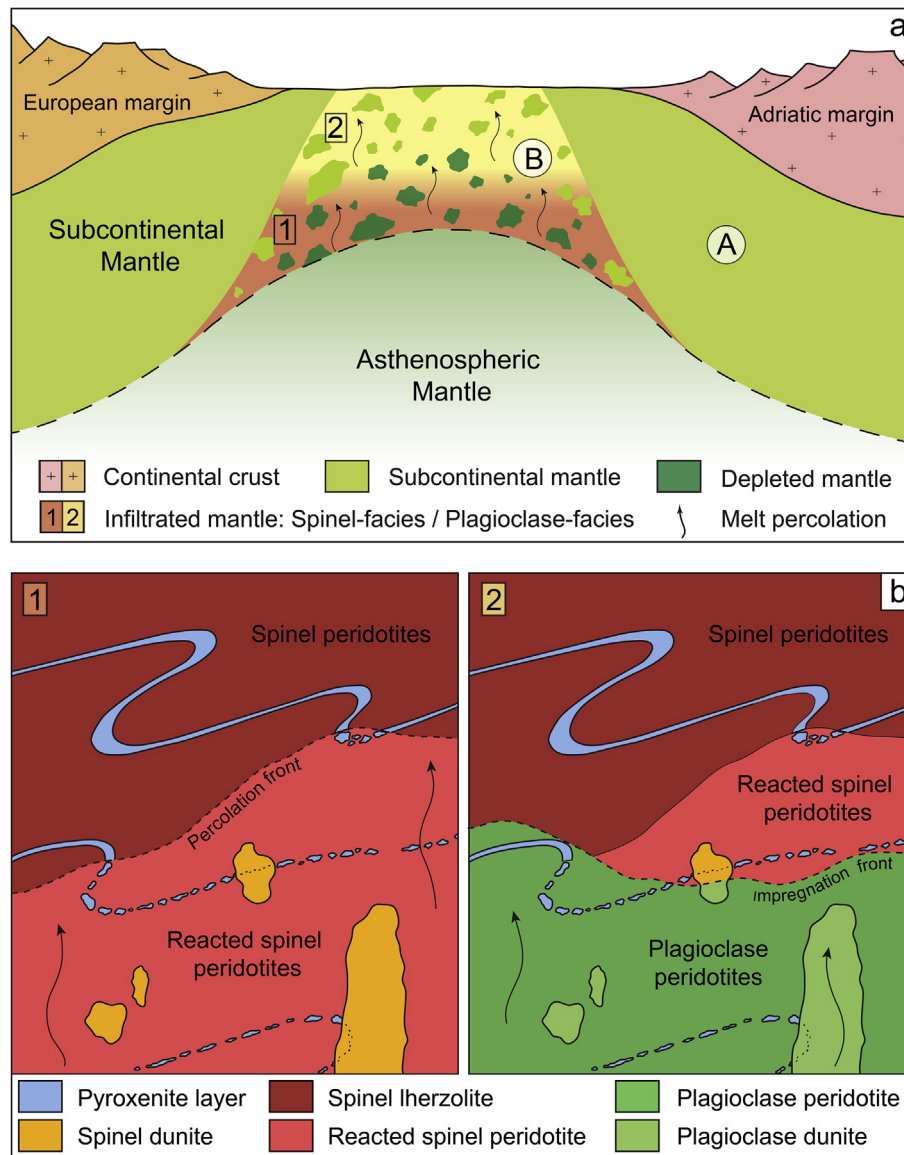 a
European margin
Adriatic margin
2
B
1
A
Subcontinental
Mantle
Asthenospheric
Mantle
Continental crust
Subcontinental mantle
Depleted mantle
1 2 Infiltrated mantle: Spinel-facies / Plagioclase-facies
Melt percolation
1
Spinel peridotites
Percolation front
Reacted spinel
peridotites
2
b
Spinel peridotites
Reacted spinel
peridotites
Impregnation front
Plagioclase
peridotites
Pyroxenite layer
Spinel lherzolite
Plagioclase peridotite
Spinel dunite
Reacted spinel peridotite
Plagioclase dunite